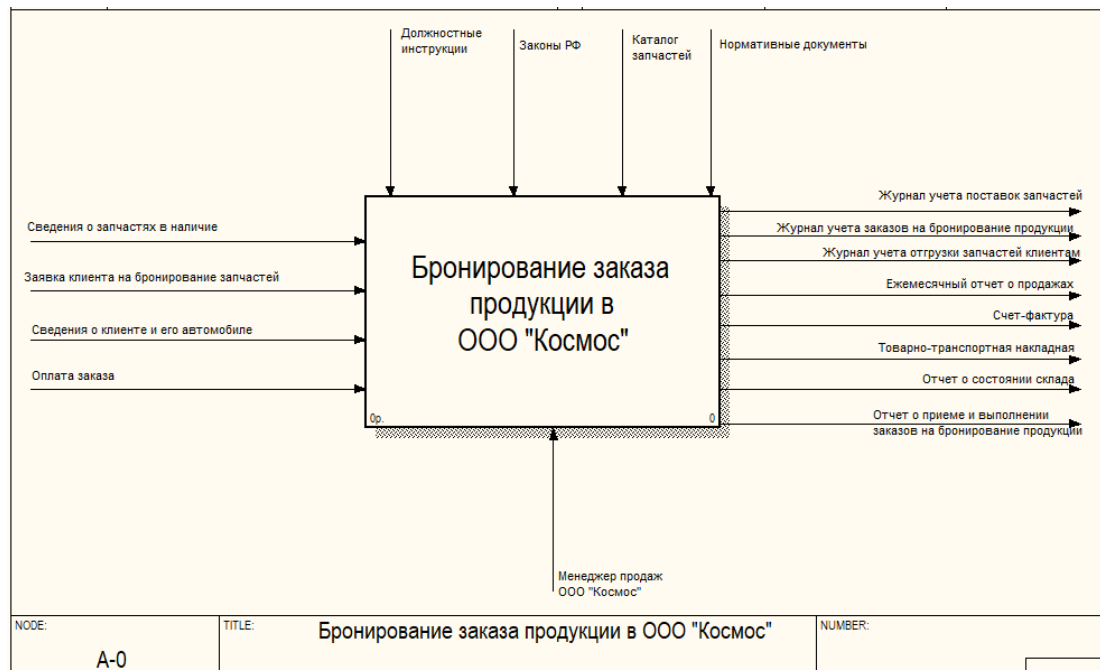 Должностные
инструкции
Законы РФ
Каталог
запчастей
Нормативные документы
Сведения о запчастях в наличие
Заявка клиента на бронирование запчастей
Сведения о клиенте и его автомобиле
Оплата заказа
Бронирование заказа
продукции в
ООО "Космос"
0р.
0
Журнал учета поставок запчастей
Журнал учета заказов на бронирование продукции
Журнал учета отгрузки запчастей клиентам
Ежемесячный отчет о продажах
Счет-фактура
Товарно-транспортная накладная
Отчет о состоянии склада
Отчет о приеме и выполнении
заказов на бронирование продукции
Менеджер продаж
ООО "Космос"
NODE:
A-0
TITLE:
Бронирование заказа продукции в ООО "Космос"
NUMBER: